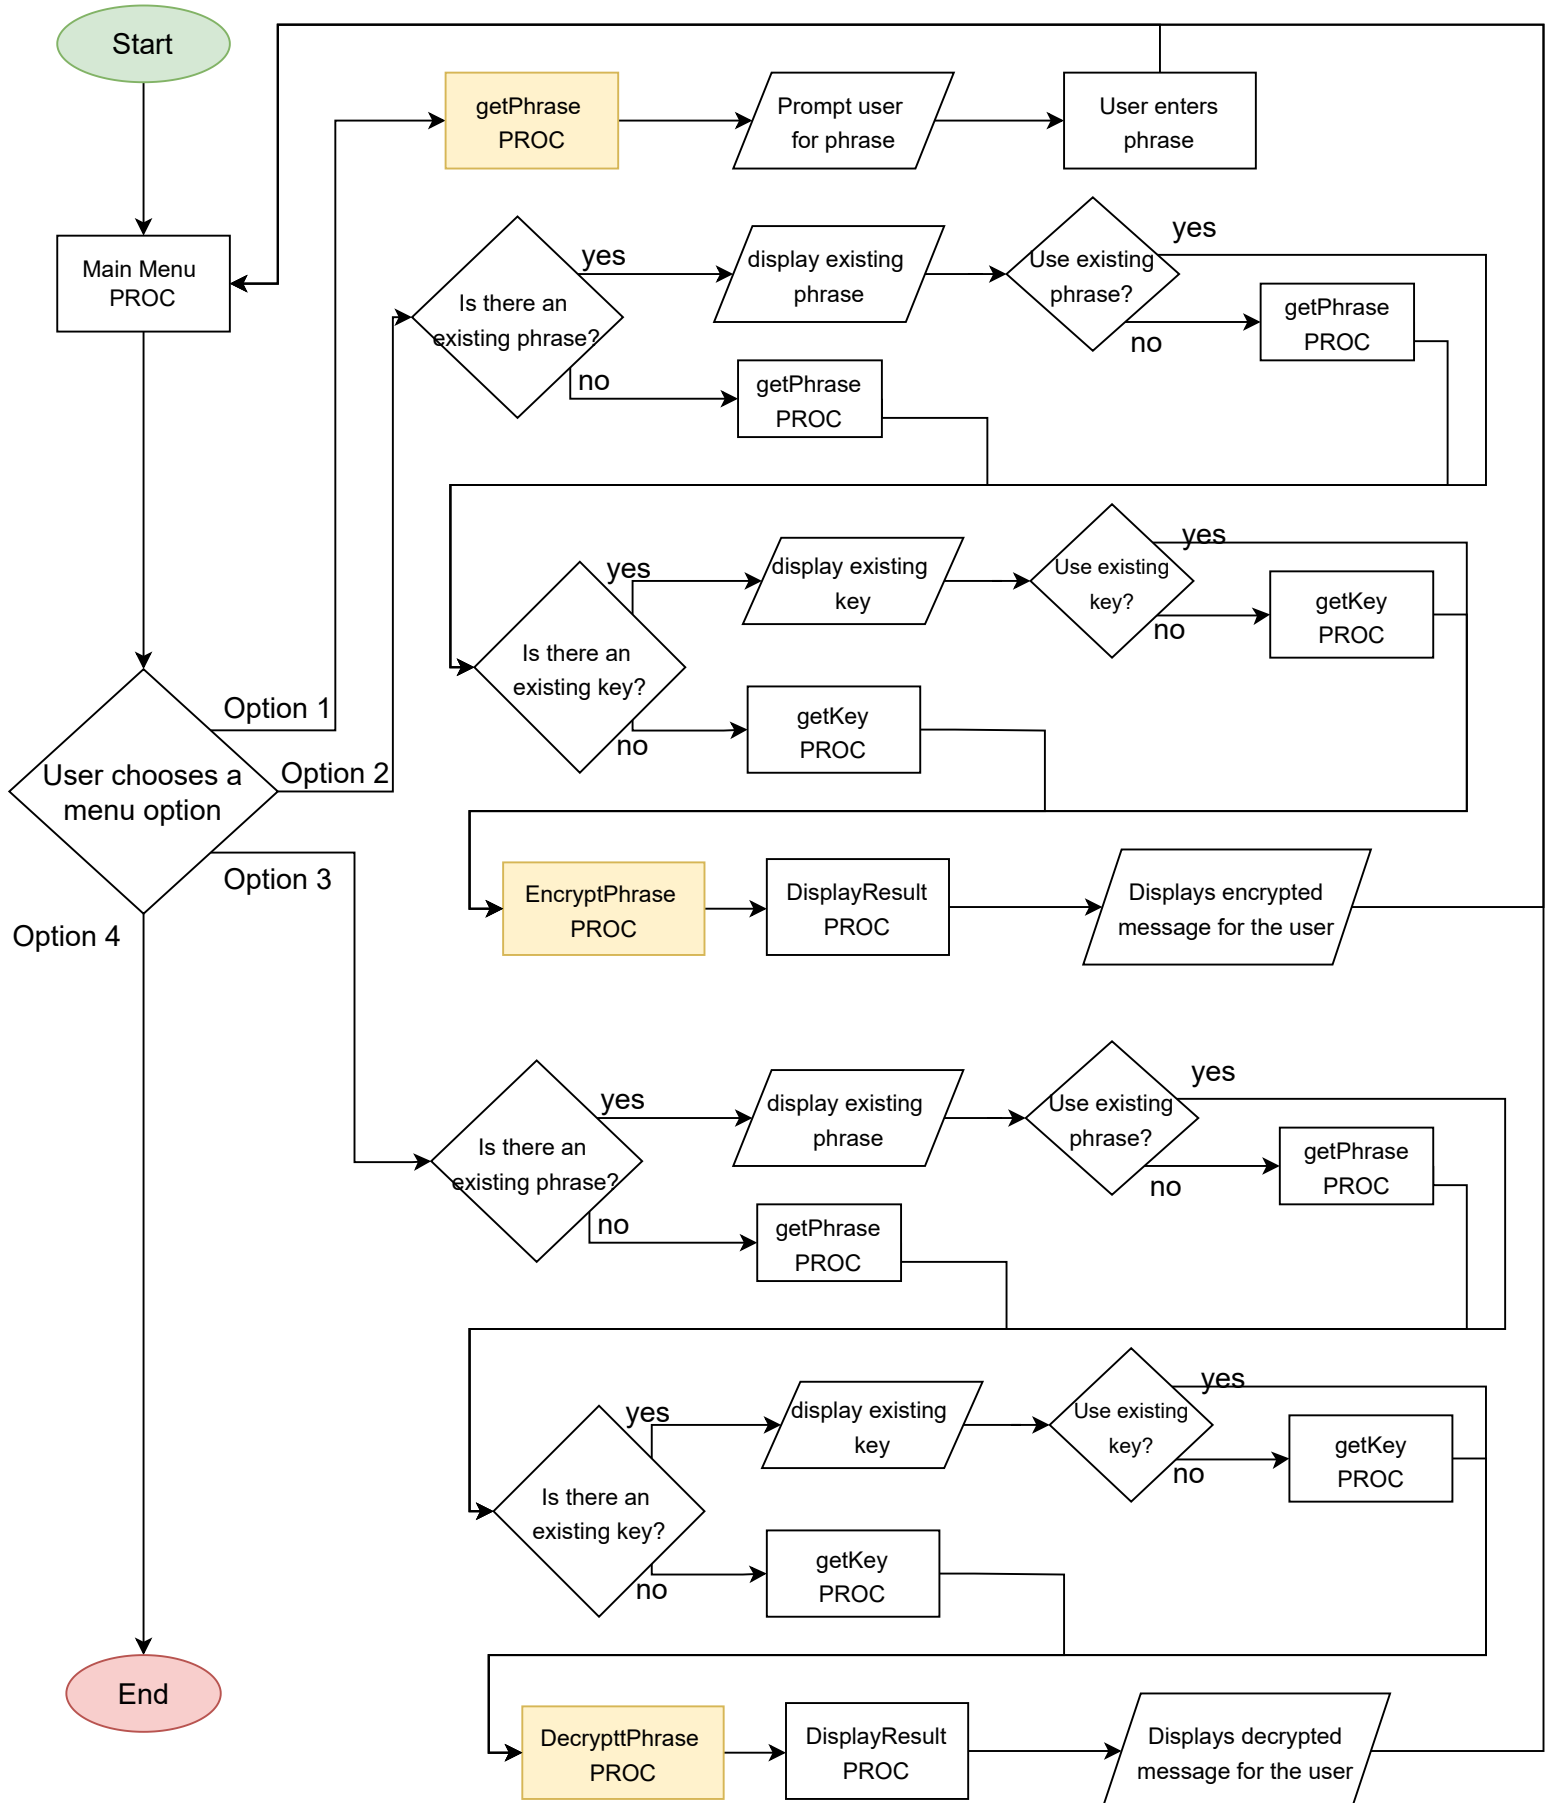 Start
getPhrase
PROC
Prompt user
for phrase
User enters
phrase
Main Menu
PROC
yes
display existing
phrase
Use existing
phrase?
yes
Is there an
existing phrase?
no
getPhrase
PROC
getPhrase
PROC
no
yes
display existing
key
Use existing
key?
yes
getKey
PROC
no
Is there an
existing key?
no
getKey
PROC
Option 1
Option 2
User chooses a
menu option
Option 3
Option 4
EncryptPhrase
PROC
DisplayResult
PROC
Displays encrypted
message for the user
yes
display existing
phrase
Use existing
phrase?
yes
Is there an
existing phrase?
no
getPhrase
PROC
getPhrase
PROC
no
yes
display existing
key
Use existing
key?
yes
getKey
PROC
no
Is there an
existing key?
no
getKey
PROC
End
DecrypttPhrase
PROC
DisplayResult
PROC
Displays decrypted
message for the user